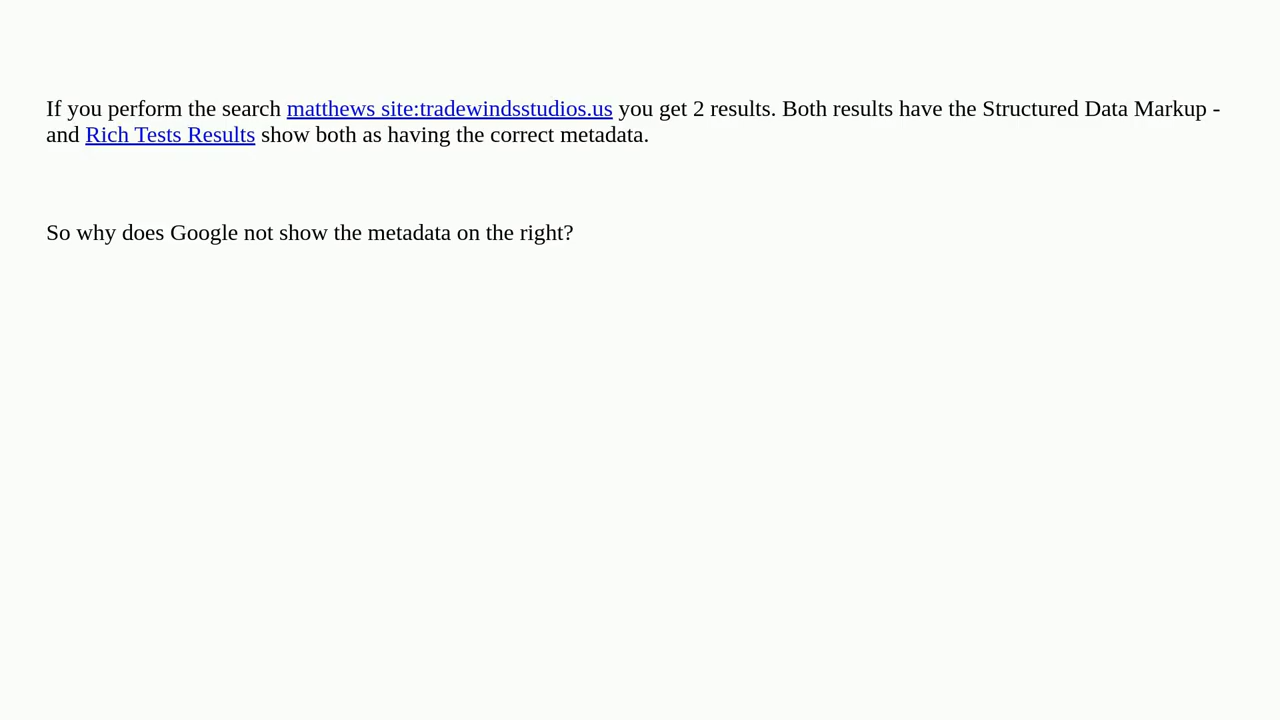 If you perform the search matthews site:tradewindsstudios.us you get 2 results. Both results have the Structured Data Markup -
and Rich Tests Results show both as having the correct metadata.
So why does Google not show the metadata on the right?